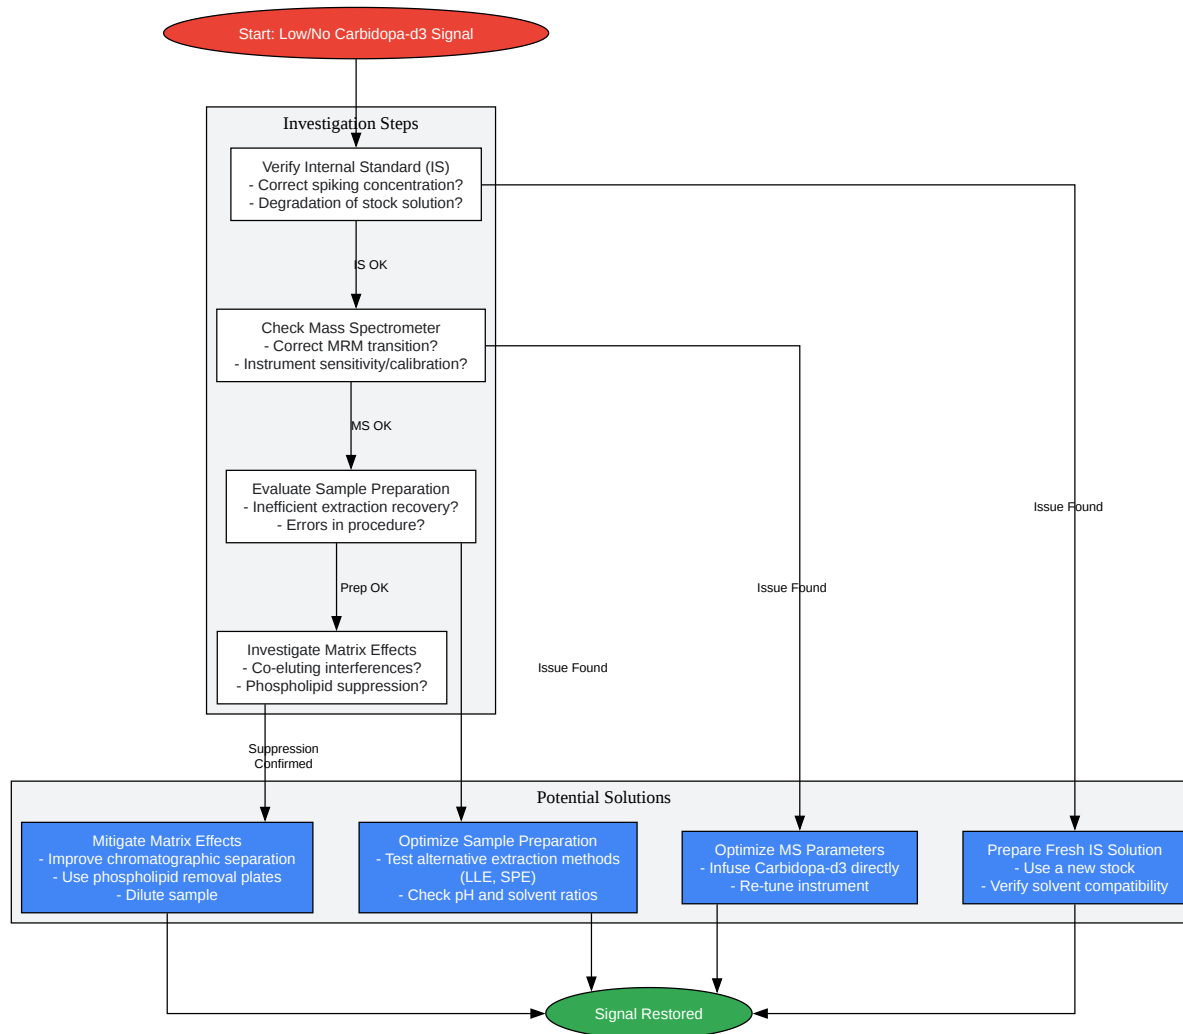 Start: Low/No Carbidopa-d3 Signal
Investigation Steps
Verify Internal Standard (IS)
- Correct spiking concentration?
- Degradation of stock solution?
IS OK
Check Mass Spectrometer
- Correct MRM transition?
- Instrument sensitivity/calibration?
MS OK
Evaluate Sample Preparation
- Inefficient extraction recovery?
- Errors in procedure?
Issue Found
Prep OK
Issue Found
Investigate Matrix Effects
- Co-eluting interferences?
- Phospholipid suppression?
Issue Found
Suppression
Confirmed
Potential Solutions
Mitigate Matrix Effects
- Improve chromatographic separation
- Use phospholipid removal plates
- Dilute sample
Optimize Sample Preparation
- Test alternative extraction methods
(LLE, SPE)
- Check pH and solvent ratios
Optimize MS Parameters
- Infuse Carbidopa-d3 directly
- Re-tune instrument
Prepare Fresh IS Solution
- Use a new stock
- Verify solvent compatibility
Signal Restored